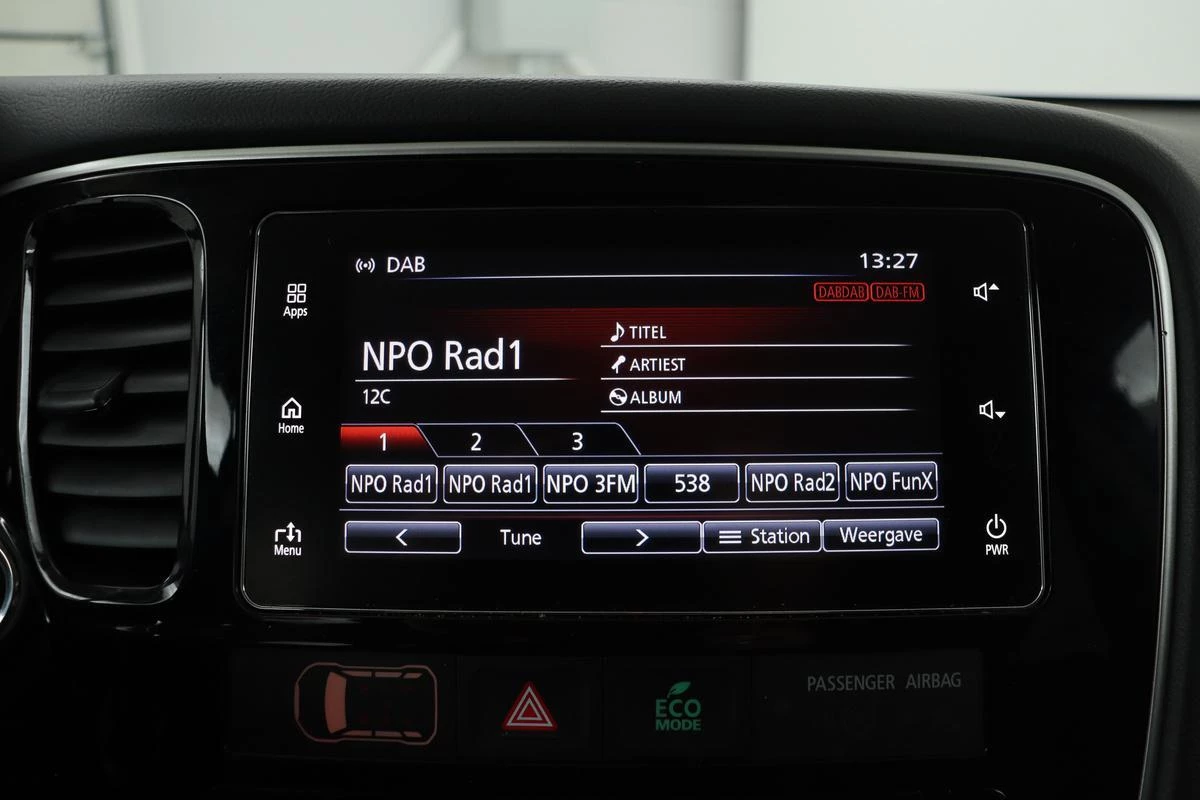 DAB 13:27
DABDAB DAB-FM
Apps
TITEL
NPO Rad1
ARTIEST
12C
ALBUM
Home
1 2 3
NPO Rad1 NPO Rad1 NPO 3FM 538 NPO Rad2 NPO FunX
< Tune > Station Weergave
Menu
PWR
PASSENGER AIRBAG
ECO
MODE